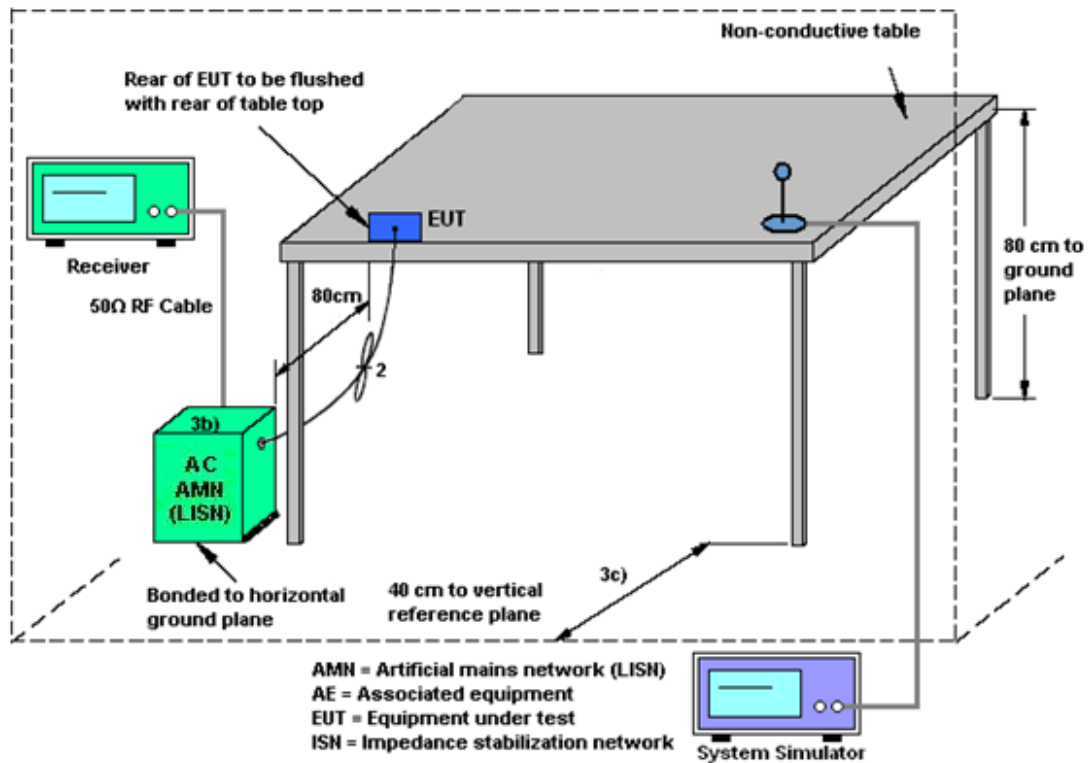 Non-conductive table
Rear of EUT to be flushed
with rear of table top
EUT
Receiver
80cm
80 cm to
ground
plane
50Ω RF Cable
2
3b)
AC
AMN
(LISN)
Bonded to horizontal
ground plane
40 cm to vertical
reference plane
3c)
AMN = Artificial mains network (LISN)
AE = Associated equipment
EUT = Equipment under test
ISN = Impedance stabilization network
System Simulator